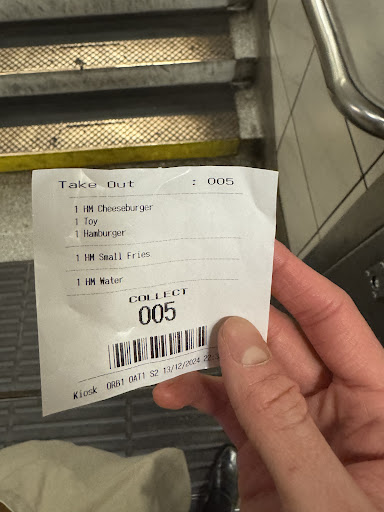 Take Out : 005
1 HM Cheeseburger
1 Toy
1 Hamburger
1 HM Small Fries
1 HM Water
COLLECT
005
Kiosk ORB1 OAT1 S2 13/12/2024 22: